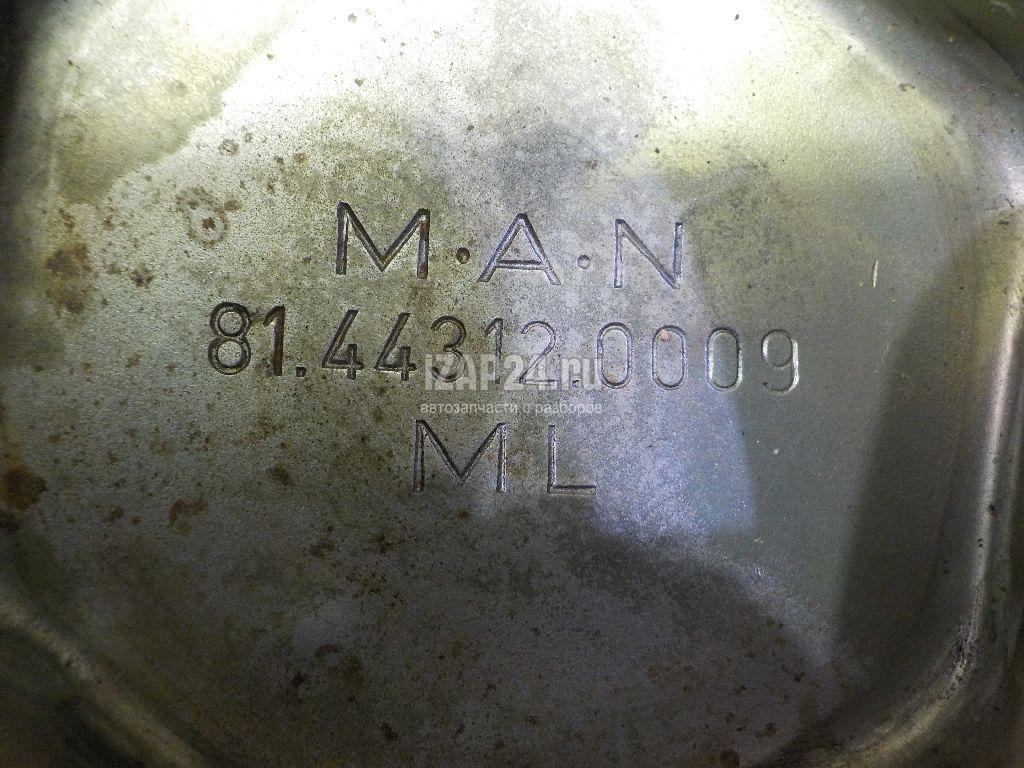 M·A·N
81.44312.0009
IZAP24.ru
автозапчасти с разборов
ML